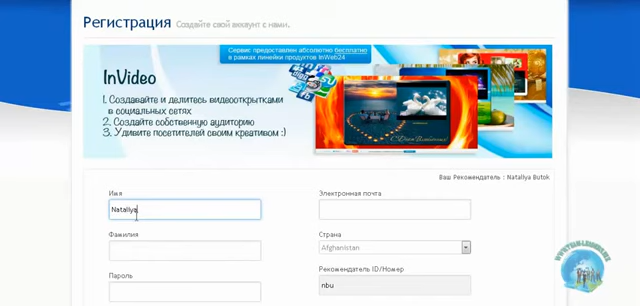 Регистрация Создайте свой аккаунт с нами.
Сервис предоставлен абсолютно бесплатно
в рамках линейки продуктов InWeb24
InVideo
1. Создавайте и делитесь видеооткрытками
в социальных сетях
2. Создайте собственную аудиторию
3. Удивите посетителей своим креативом :)
Ваш Рекомендатель : Nataliya Butok
Имя
Nataliya
Электронная почта
Фамилия
Страна
Afghanistan
Пароль
Рекомендатель ID/Номер
nbu